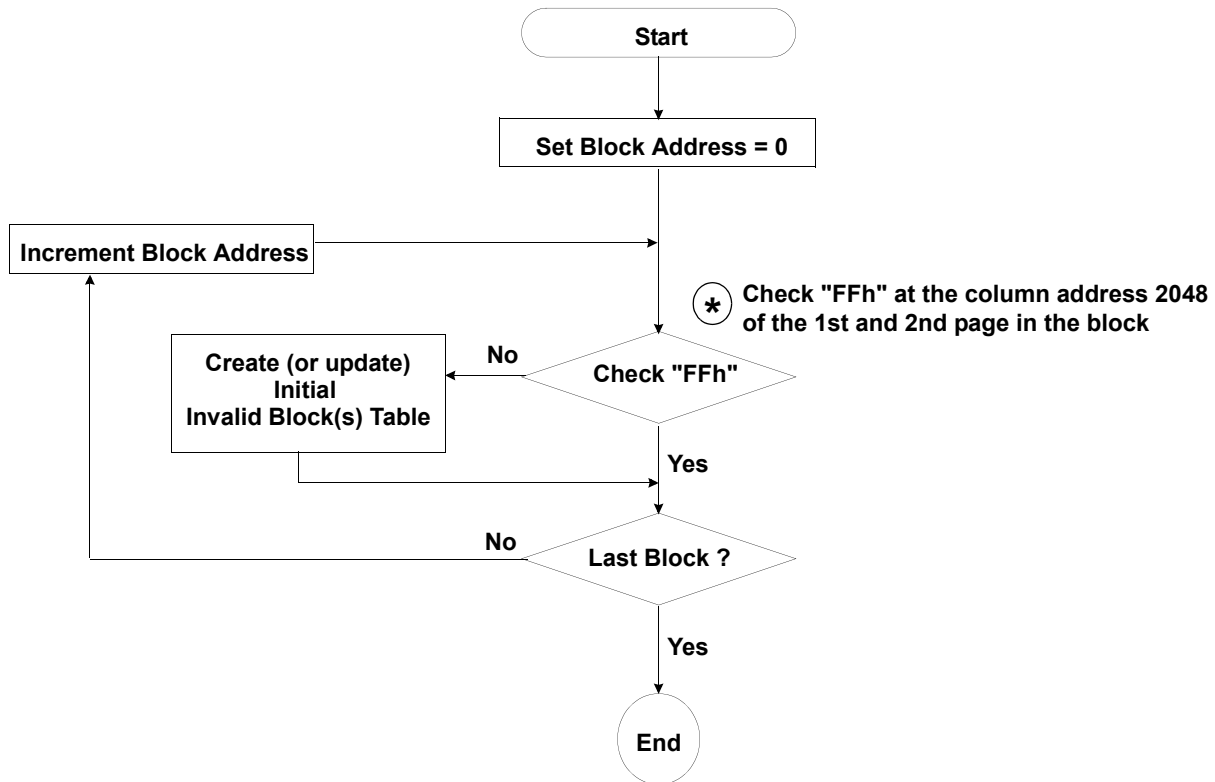 Start
Set Block Address = 0
Increment Block Address
* Check "FFh" at the column address 2048
of the 1st and 2nd page in the block
No
Create (or update)
Initial
Invalid Block(s) Table
Check "FFh"
Yes
No
Last Block ?
Yes
End